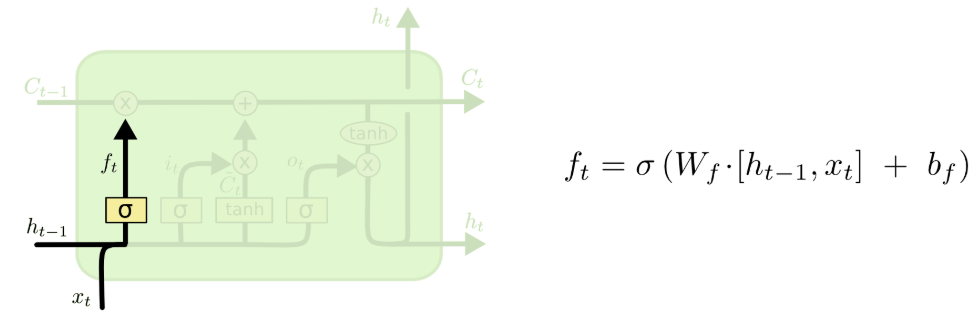 h_t
C_{t-1} C_t
x +
tanh
f_t i_t x o_t x
C̃_t
σ σ tanh σ
h_{t-1} h_t
x_t
f_t = σ (W_f · [h_{t-1}, x_t] + b_f)